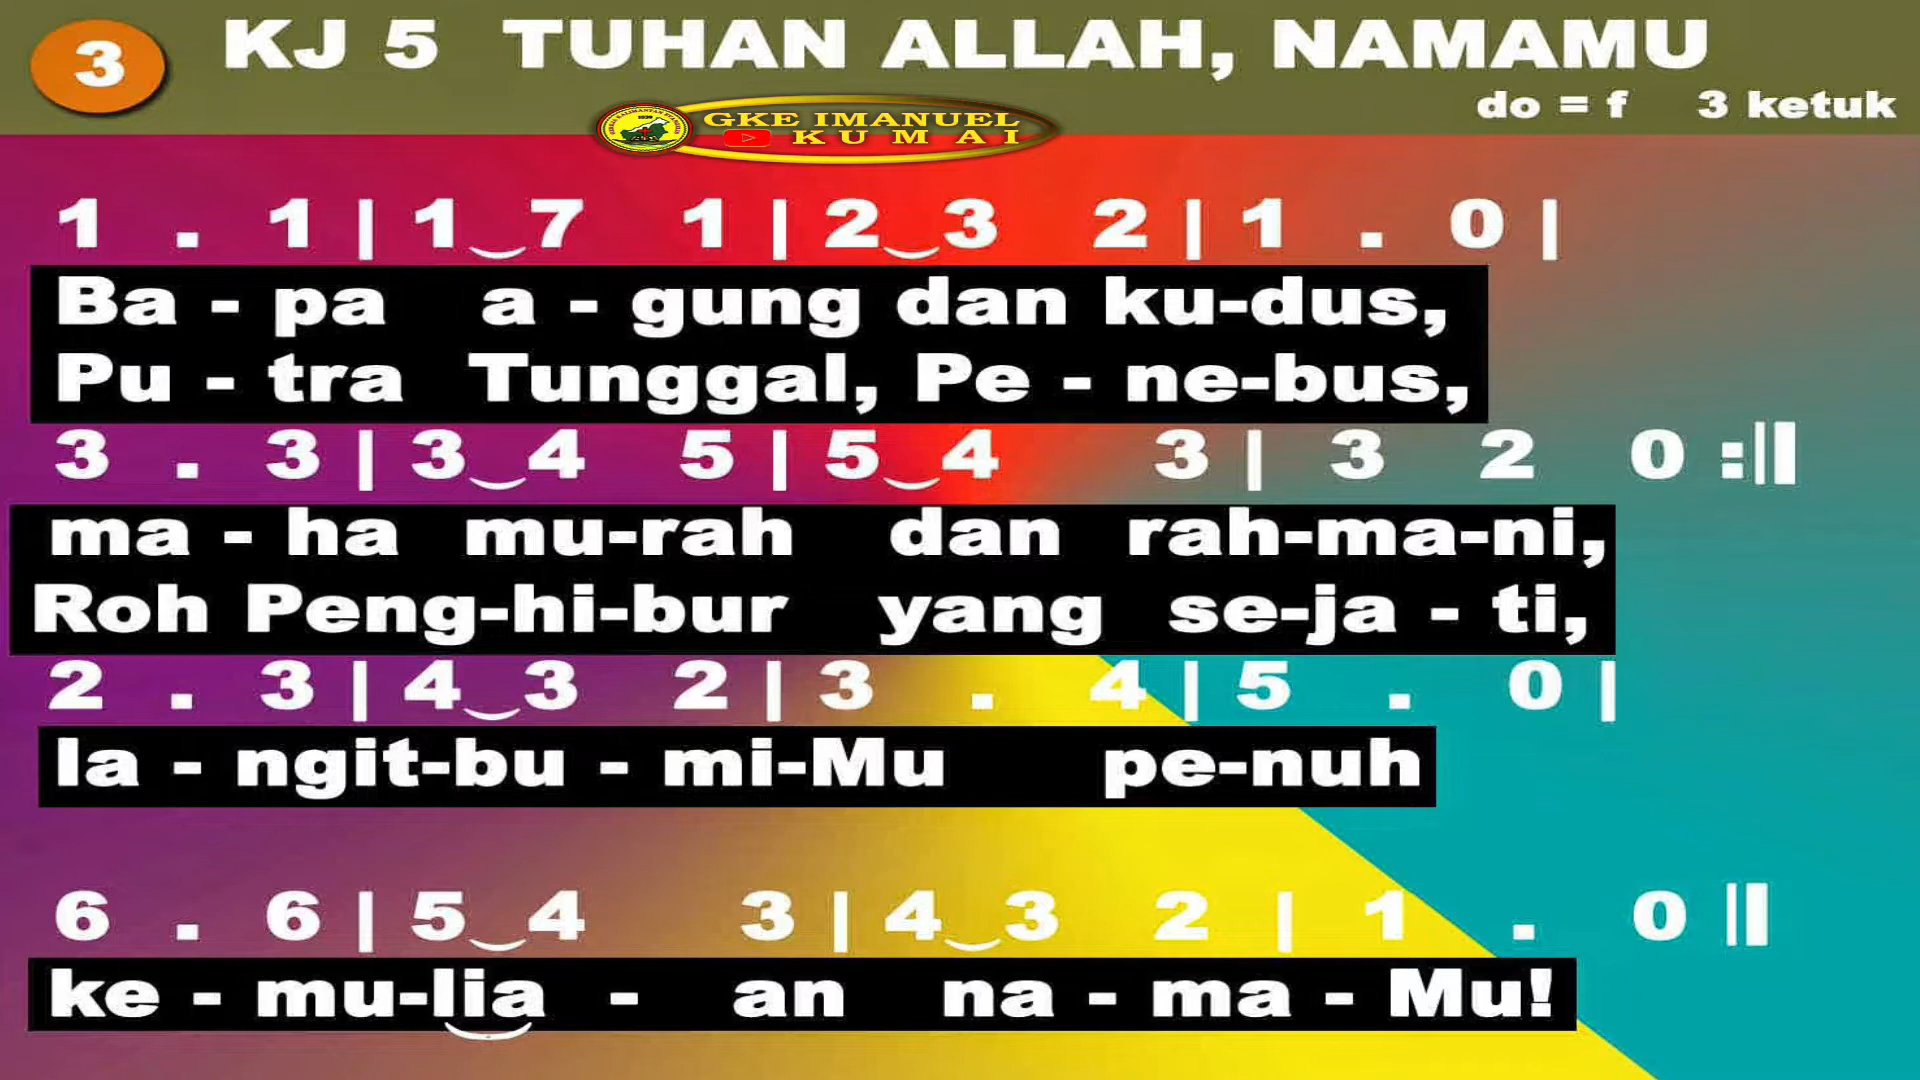 3 KJ 5 TUHAN ALLAH, NAMAMU
do = f 3 ketuk
GKE IMANUEL
KUMAI
1 . 1 | 1‿7 1 | 2‿3 2 | 1 . 0 |
Ba - pa a - gung dan ku-dus,
Pu - tra Tunggal, Pe - ne-bus,
3 . 3 | 3‿4 5 | 5‿4 3 | 3 2 0 :||
ma - ha mu-rah dan rah-ma-ni,
Roh Peng-hi-bur yang se-ja - ti,
2 . 3 | 4‿3 2 | 3 . 4 | 5 . 0 |
la - ngit-bu - mi-Mu pe-nuh
6 . 6 | 5‿4 3 | 4‿3 2 | 1 . 0 ||
ke - mu-lia - an na - ma - Mu!